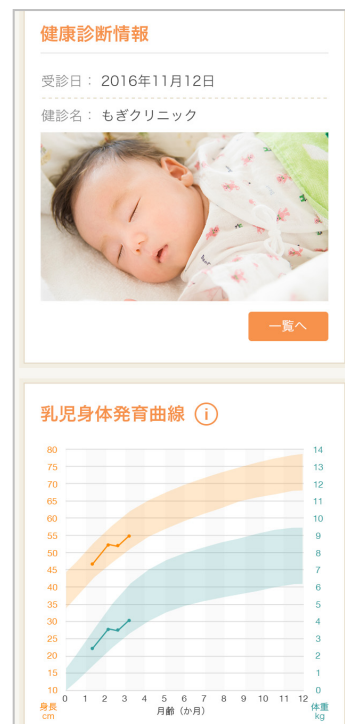 健康診断情報
受診日： 2016年11月12日
健診名： もぎクリニック
一覧へ
乳児身体発育曲線 i
80 14
75 13
70 12
65 11
60 10
55 9
50 8
45 7
40 6
35 5
30 4
25 3
20 2
15 1
10 0
0 1 2 3 4 5 6 7 8 9 10 11 12
身長 月齢（か月） 体重
cm kg